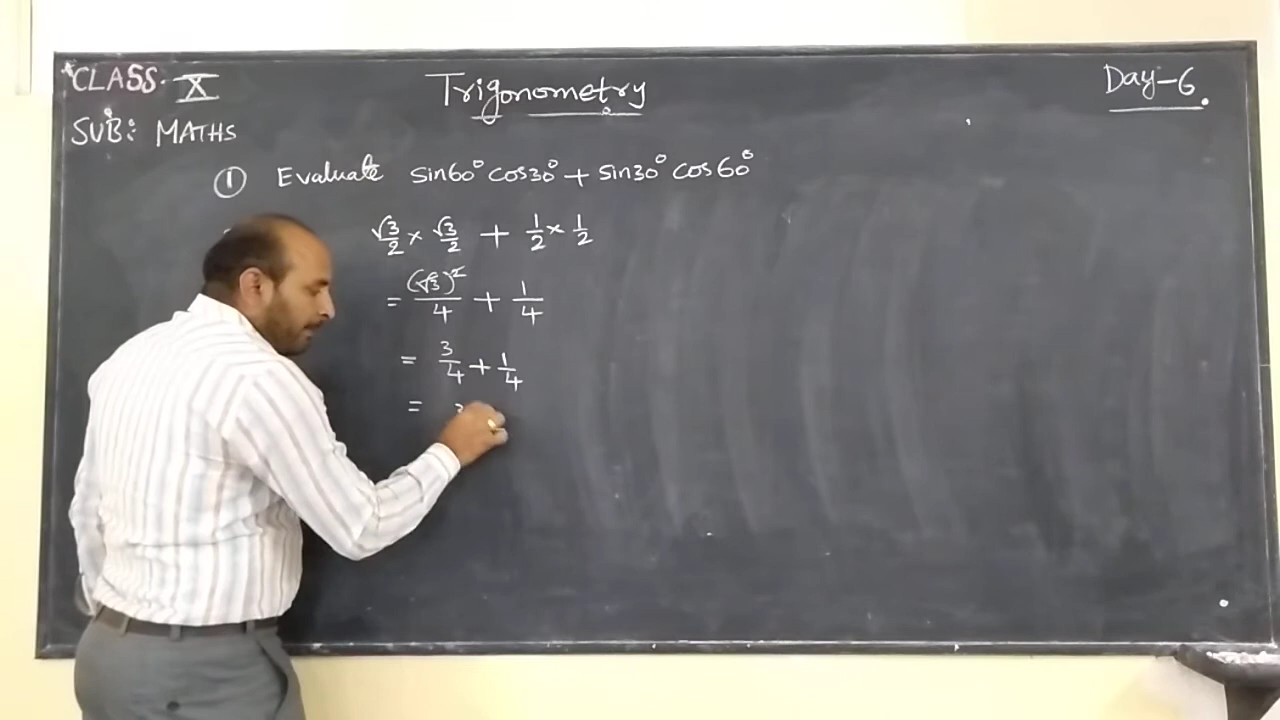 CLASS. X
SUB: MATHS
Trigonometry
Day-6.
① Evaluate sin60° cos30° + sin30° cos60°
√3/2 × √3/2 + 1/2 × 1/2
= (√3)²/4 + 1/4
= 3/4 + 1/4
=